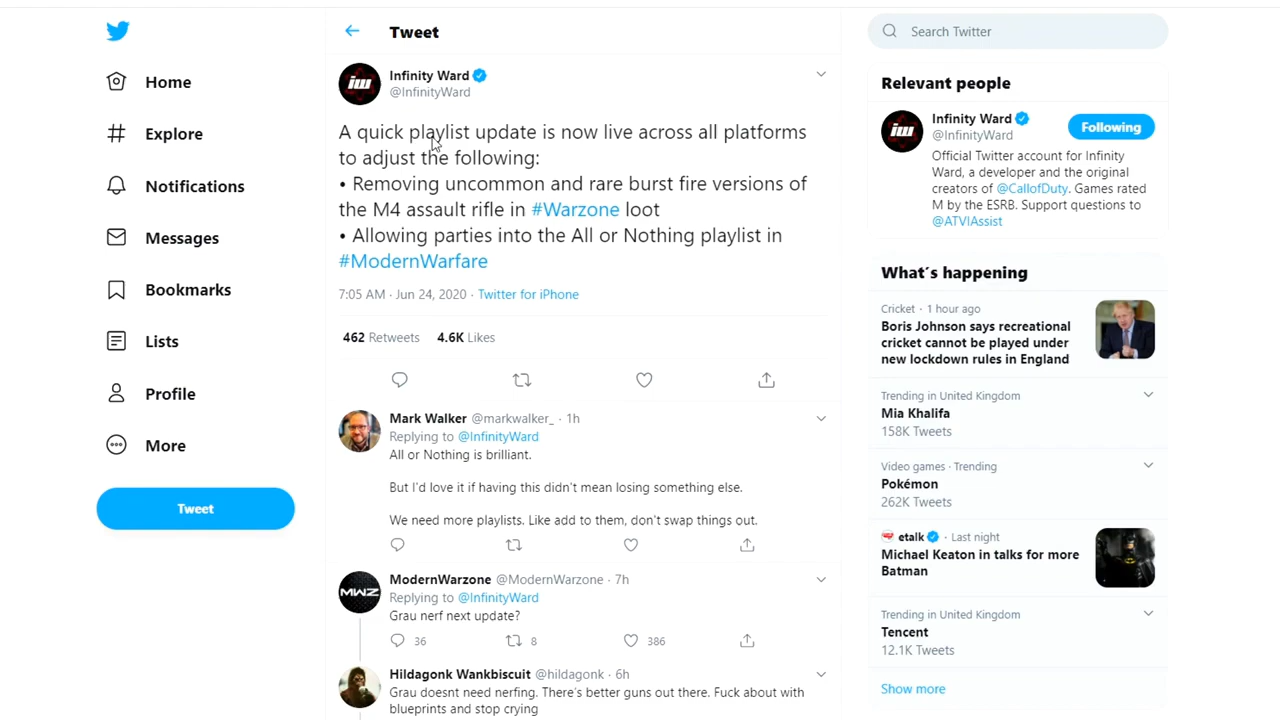 Home
Explore
Notifications
Messages
Bookmarks
Lists
Profile
More
Tweet
Tweet
Infinity Ward
@InfinityWard
A quick playlist update is now live across all platforms
to adjust the following:
• Removing uncommon and rare burst fire versions of
the M4 assault rifle in #Warzone loot
• Allowing parties into the All or Nothing playlist in
#ModernWarfare
7:05 AM · Jun 24, 2020 · Twitter for iPhone
462 Retweets 4.6K Likes
Mark Walker @markwalker_ · 1h
Replying to @InfinityWard
All or Nothing is brilliant.
But I'd love it if having this didn't mean losing something else.
We need more playlists. Like add to them, don't swap things out.
MWZ
ModernWarzone @ModernWarzone · 7h
Replying to @InfinityWard
Grau nerf next update?
36 8 386
Hildagonk Wankbiscuit @hildagonk · 6h
Grau doesnt need nerfing. There's better guns out there. Fuck about with
blueprints and stop crying
Search Twitter
Relevant people
iw
Infinity Ward
@InfinityWard
Following
Official Twitter account for Infinity
Ward, a developer and the original
creators of @CallofDuty. Games rated
M by the ESRB. Support questions to
@ATVIAssist
What's happening
Cricket · 1 hour ago
Boris Johnson says recreational
cricket cannot be played under
new lockdown rules in England
Trending in United Kingdom
Mia Khalifa
158K Tweets
Video games · Trending
Pokémon
262K Tweets
etalk · Last night
Michael Keaton in talks for more
Batman
Trending in United Kingdom
Tencent
12.1K Tweets
Show more